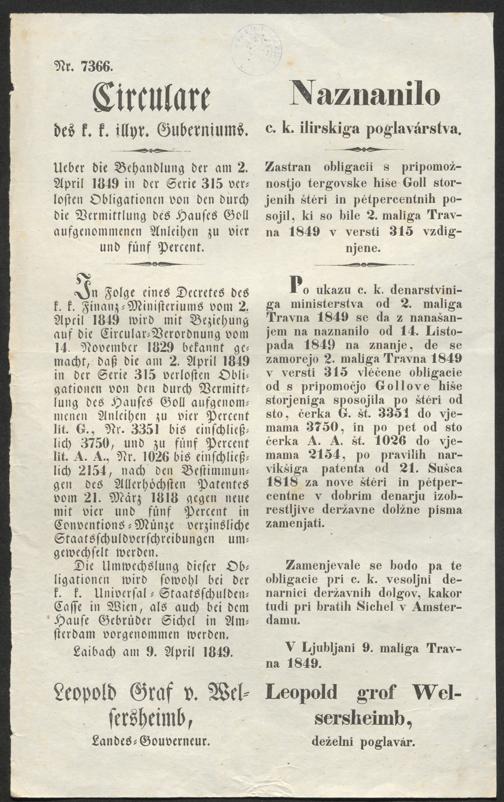 Nr. 7366.
Circulare
des k. k. illyr. Guberniums.
Ueber die Behandlung der am 2.
April 1849 in der Serie 315 ver-
losten Obligationen von den durch
die Vermittlung des Hauses Goll
aufgenommenen Anleihen zu vier
und fünf Percent.
In Folge eines Decretes des
k. k. Finanz-Ministeriums vom 2.
April 1849 wird mit Beziehung
auf die Circular-Verordnung vom
14. November 1829 bekannt ge-
macht, daß die am 2. April 1849
in der Serie 315 verlosten Obli-
gationen von den durch Vermitt-
lung des Hauses Goll aufgenom-
menen Anleihen zu vier Percent
lit. G., Nr. 3351 bis einschließ-
lich 3750, und zu fünf Percent
lit. A. A., Nr. 1026 bis einschließ-
lich 2154, nach den Bestimmun-
gen des Allerhöchsten Patentes
vom 21. März 1818 gegen neue
mit vier und fünf Percent in
Conventions-Münze verzinsliche
Staatsschuldverschreibungen um-
gewechselt werden.
Die Umwechslung dieser Ob-
ligationen wird sowohl bei der
k. k. Universal-Staatsschulden-
Casse in Wien, als auch bei dem
Hause Gebrüder Sichel in Am-
sterdam vorgenommen werden.
Laibach am 9. April 1849.
Leopold Graf v. Wel-
sersheimb,
Landes-Gouverneur.
Naznanilo
c. k. ilirskiga poglavárstva.
Zastran obligacii s pripomož-
nostjo tergovske hiše Goll stor-
jenih štéri in pétpercentnih po-
sojil, ki so bile 2. maliga Trav-
na 1849 v versti 315 vzdig-
njene.
Po ukazu c. k. denarstvini-
ga ministerstva od 2. maliga
Travna 1849 se da z nanašan-
jem na naznanilo od 14. Listo-
pada 1849 na znanje, de se
zamorejo 2. maliga Travna 1849
v versti 315 vléčene obligacie
od s pripomočjo Gollove hiše
storjeniga sposojila po štéri od
sto, čerka G. št. 3351 do vje-
mama 3750, in po pet od sto
čerka A. A. št. 1026 do vje-
mama 2154, po pravilih nar-
vikšiga patenta od 21. Sušca
1818 za nove štéri in pétper-
centne v dobrim denarju izob-
restljive deržavne dolžne pisma
zamenjati.
Zamenjevale se bodo pa te
obligacie pri c. k. vesoljni de-
narnici deržavnih dolgov, kakor
tudi pri bratih Sichel v Amster-
damu.
V Ljubljani 9. maliga Trav-
na 1849.
Leopold grof Wel-
sersheimb,
deželni poglavár.